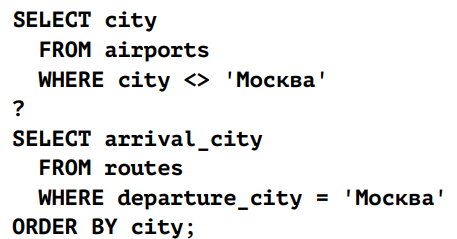 SELECT city
FROM airports
WHERE city <> 'Москва'
?
SELECT arrival_city
FROM routes
WHERE departure_city = 'Москва'
ORDER BY city;